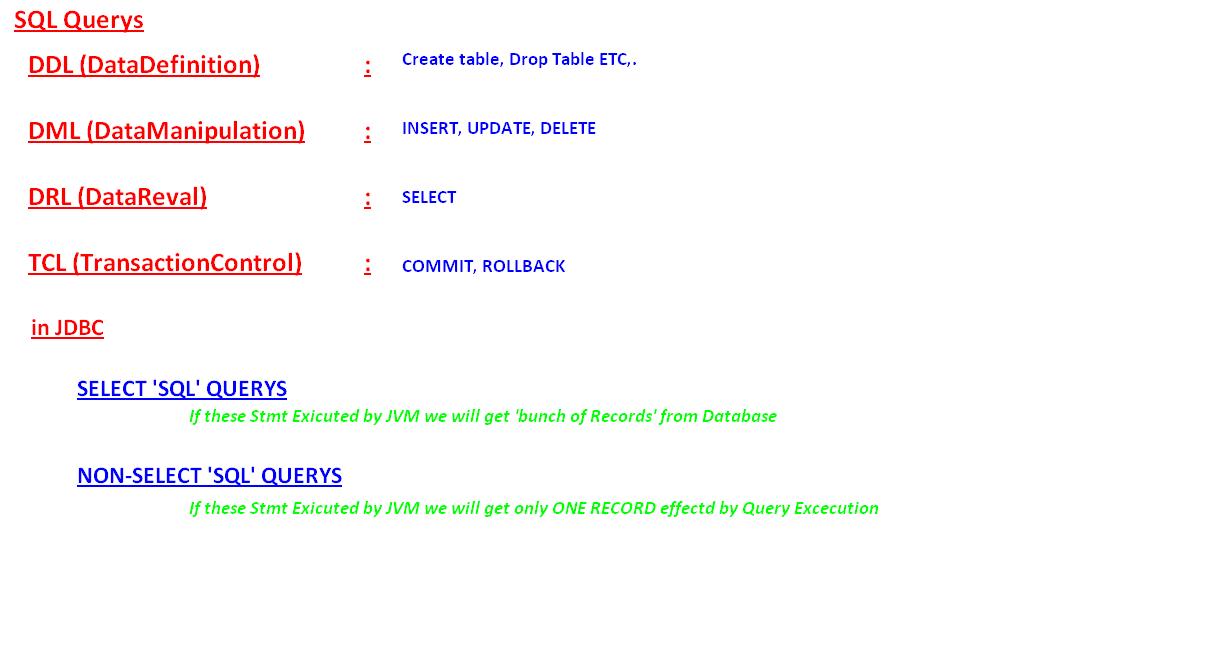 SQL Querys
DDL (DataDefinition) : Create table, Drop Table ETC,.
DML (DataManipulation) : INSERT, UPDATE, DELETE
DRL (DataReval) : SELECT
TCL (TransactionControl) : COMMIT, ROLLBACK
in JDBC
SELECT 'SQL' QUERYS
If these Stmt Exicuted by JVM we will get 'bunch of Records' from Database
NON-SELECT 'SQL' QUERYS
If these Stmt Exicuted by JVM we will get only ONE RECORD effectd by Query Excecution